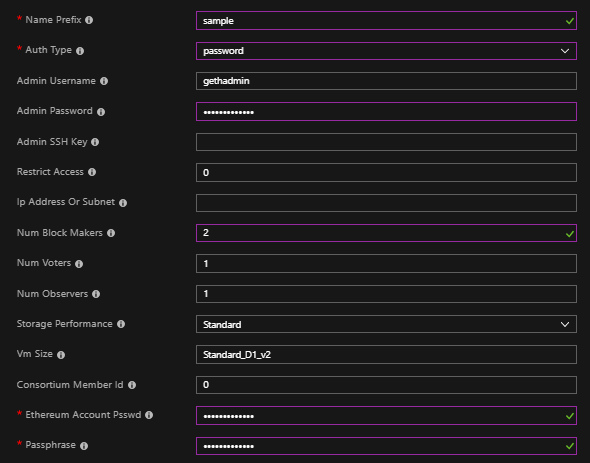 * Name Prefix sample
* Auth Type password
Admin Username gethadmin
Admin Password •••••••••••••
Admin SSH Key
Restrict Access 0
Ip Address Or Subnet
Num Block Makers 2
Num Voters 1
Num Observers 1
Storage Performance Standard
Vm Size Standard_D1_v2
Consortium Member Id 0
* Ethereum Account Psswd •••••••••••••
* Passphrase •••••••••••••